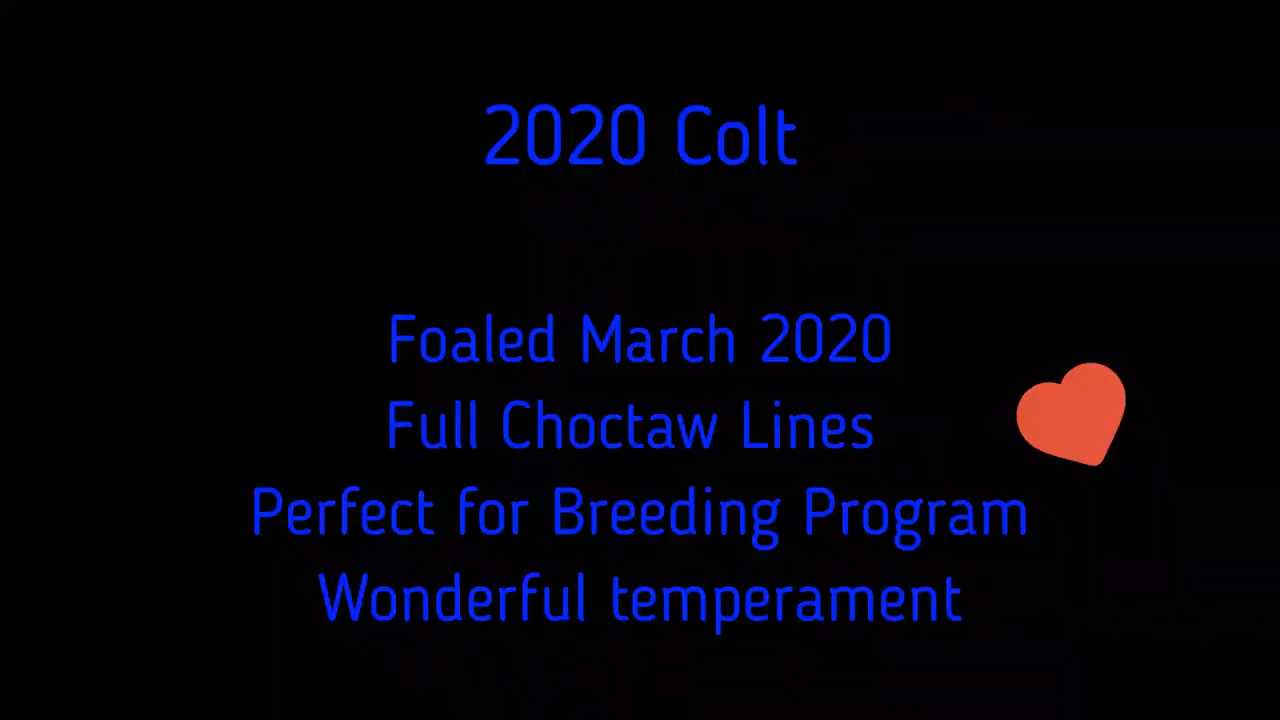 2020 Colt
Foaled March 2020
Full Choctaw Lines
Perfect for Breeding Program
Wonderful temperament